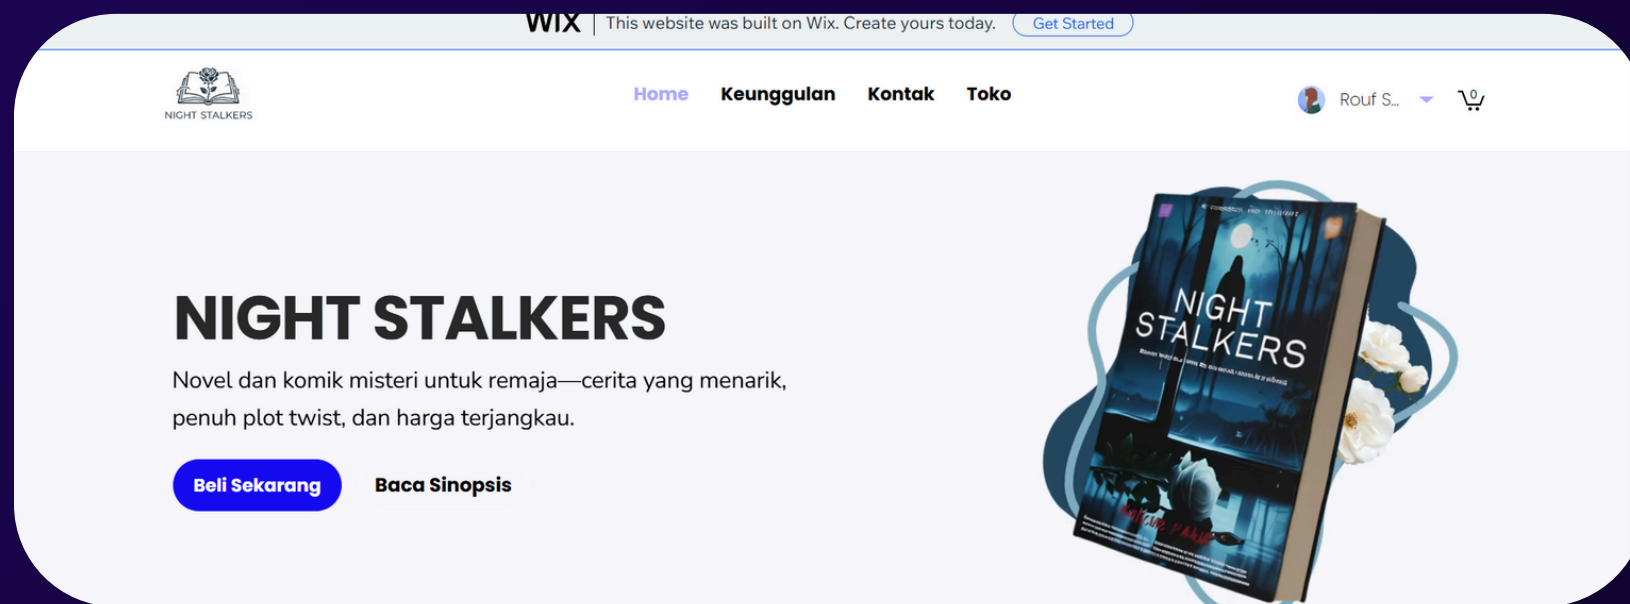 WIX This website was built on Wix. Create yours today. Get Started
NIGHT STALKERS
Home Keunggulan Kontak Toko
Rouf S... 0
NIGHT STALKERS
Novel dan komik misteri untuk remaja—cerita yang menarik,
penuh plot twist, dan harga terjangkau.
Beli Sekarang Baca Sinopsis
NIGHT
STALKERS